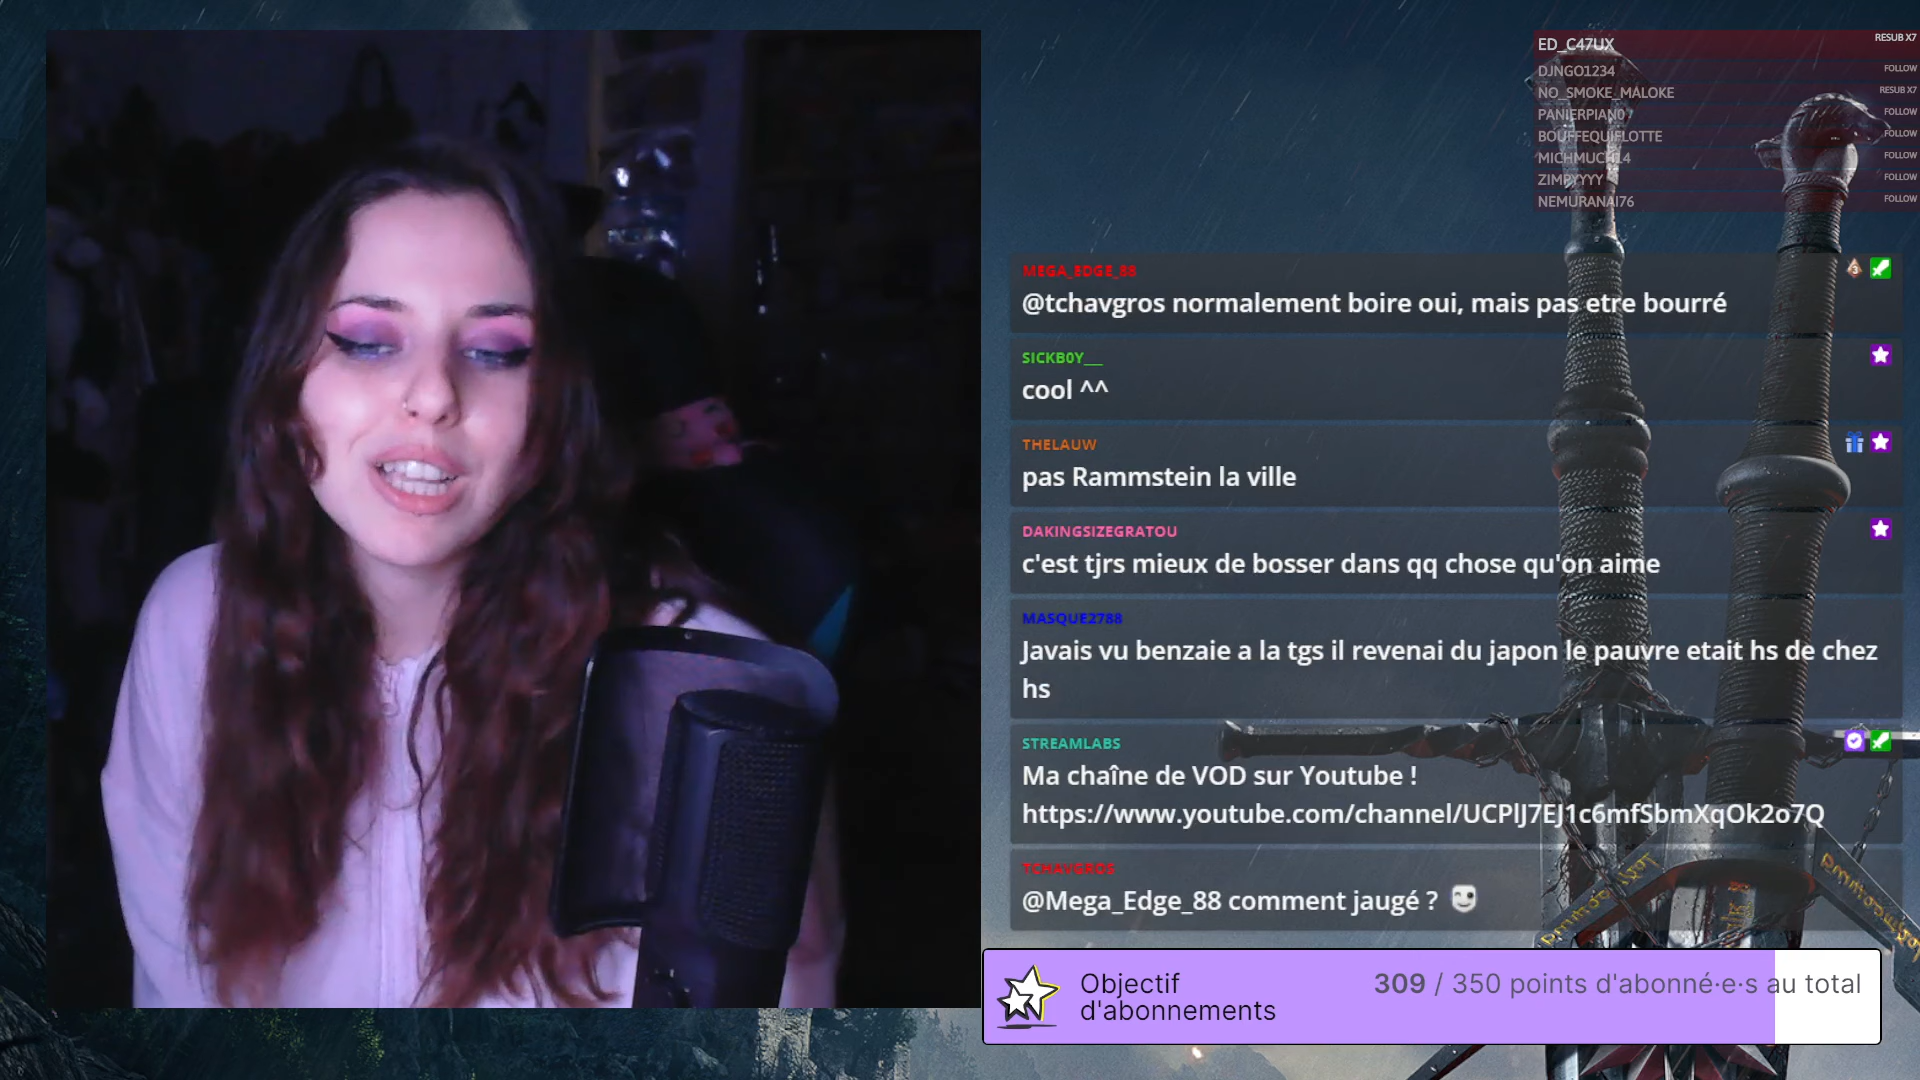 ED_C47UX RESUB X7
DJNGO1234 FOLLOW
NO_SMOKE_MALOKE RESUB X7
PANIERPIAN07 FOLLOW
BOUFFEQUIFLOTTE FOLLOW
MICHMUCH14 FOLLOW
ZIMPYYYY FOLLOW
NEMURANAI76 FOLLOW
MEGA_EDGE_88
@tchavgros normalement boire oui, mais pas etre bourré
SICKB0Y__
cool ^^
THELAUW
pas Rammstein la ville
DAKINGSIZEGRATOU
c'est tjrs mieux de bosser dans qq chose qu'on aime
MASQUE2788
Javais vu benzaie a la tgs il revenai du japon le pauvre etait hs de chez
hs
STREAMLABS
Ma chaîne de VOD sur Youtube !
https://www.youtube.com/channel/UCPlJ7EJ1c6mfSbmXqOk2o7Q
TCHAVGROS
@Mega_Edge_88 comment jaugé ?
Objectif
d'abonnements
309 / 350 points d'abonné·e·s au total